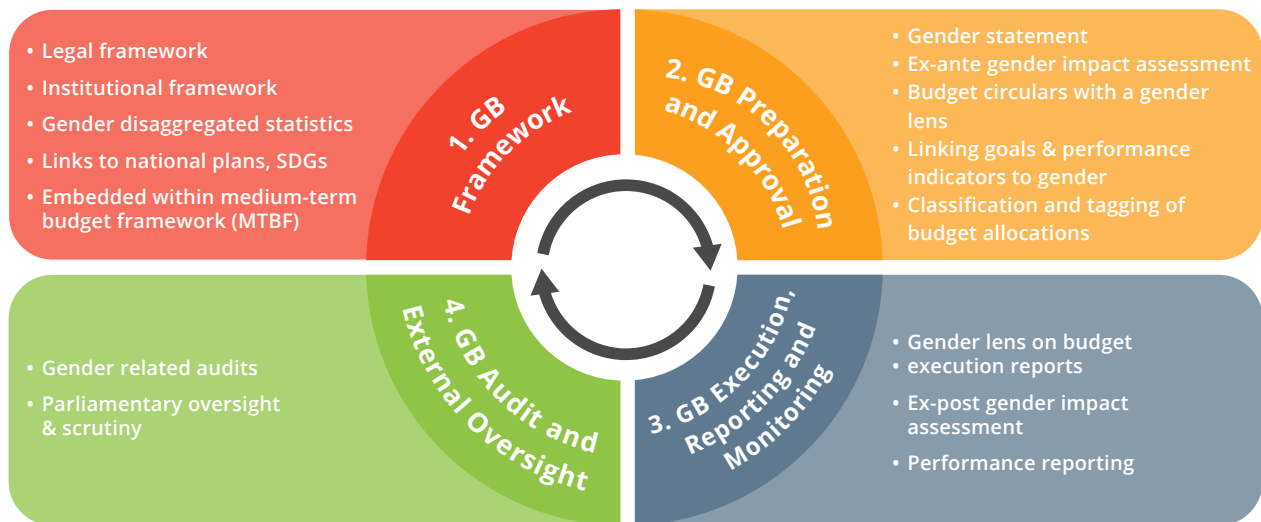 1. GB
Framework
• Legal framework
• Institutional framework
• Gender disaggregated statistics
• Links to national plans, SDGs
• Embedded within medium-term
budget framework (MTBF)
2. GB Preparation
and Approval
• Gender statement
• Ex-ante gender impact assessment
• Budget circulars with a gender
lens
• Linking goals & performance
indicators to gender
• Classification and tagging of
budget allocations
3. GB Execution,
Reporting and
Monitoring
• Gender lens on budget
• execution reports
• Ex-post gender impact
assessment
• Performance reporting
4. GB Audit and
External Oversight
• Gender related audits
• Parliamentary oversight
& scrutiny